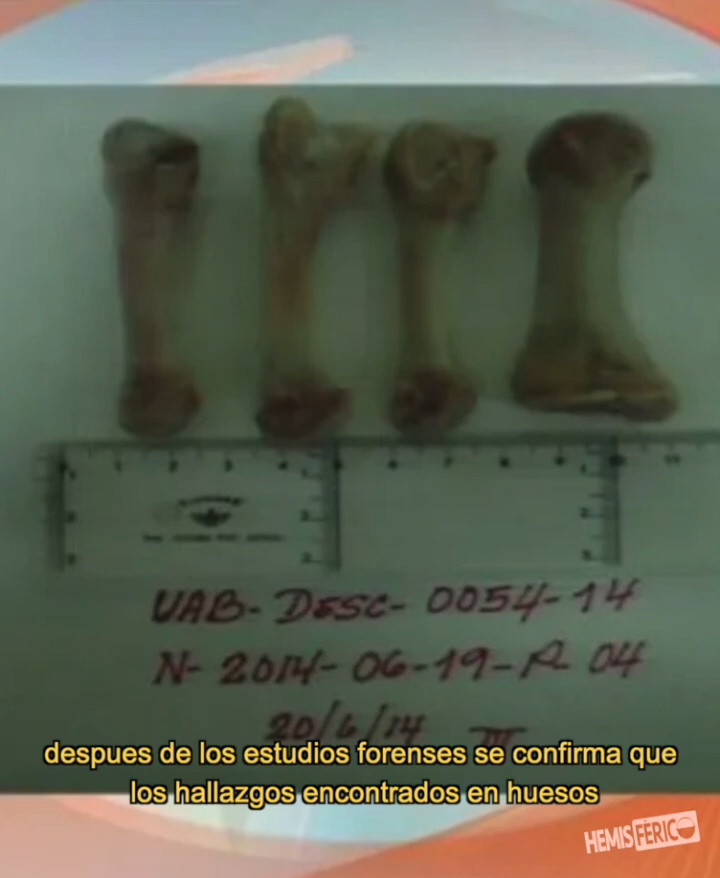 UAB- DESC- 0054-14
N- 2014- 06-19-A 04
20/6/14 III
despues de los estudios forenses se confirma que
los hallazgos encontrados en huesos
HEMISFÉRICO